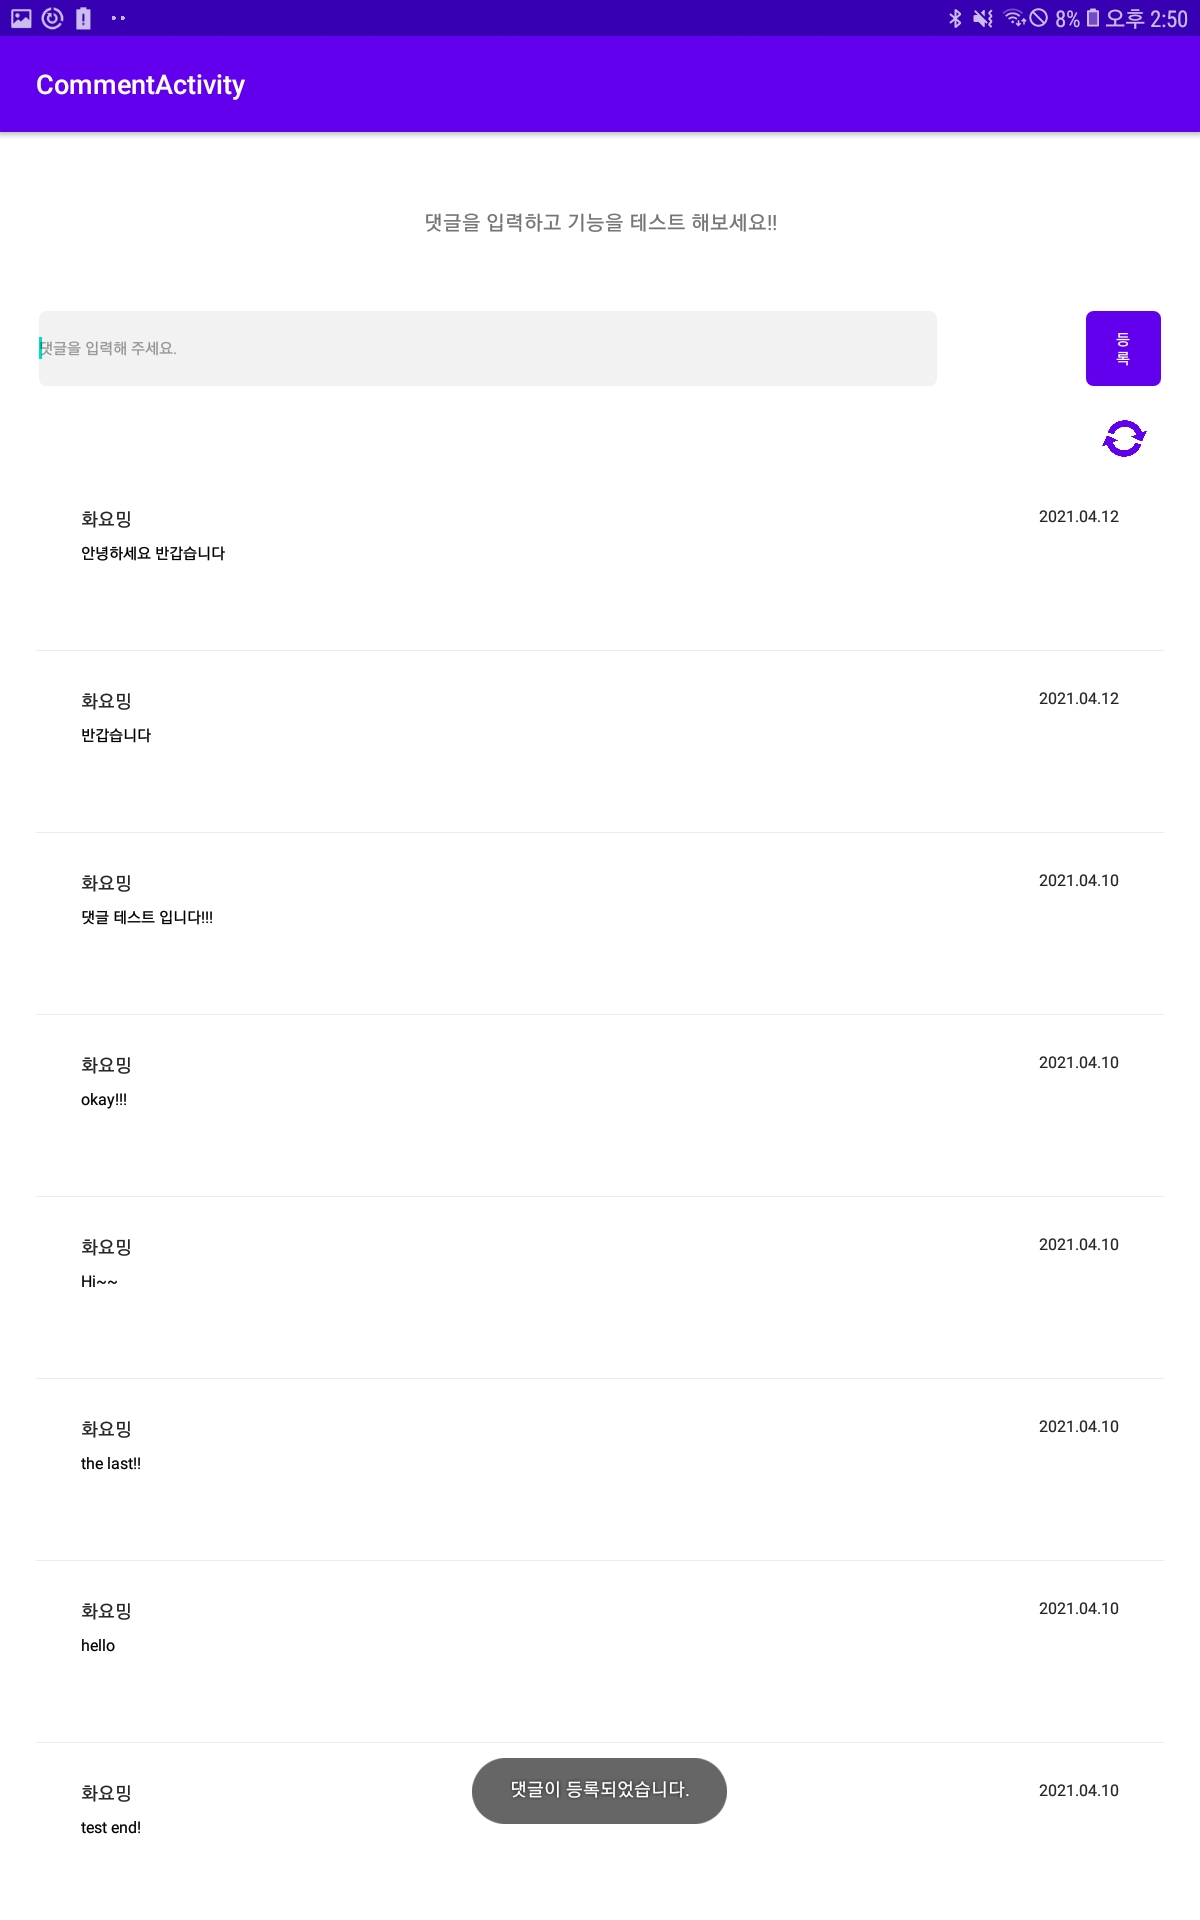 8% 오후 2:50
CommentActivity
댓글을 입력하고 기능을 테스트 해보세요!!
댓글을 입력해 주세요.
등
록
화요밍 2021.04.12
안녕하세요 반갑습니다
화요밍 2021.04.12
반갑습니다
화요밍 2021.04.10
댓글 테스트 입니다!!!
화요밍 2021.04.10
okay!!!
화요밍 2021.04.10
Hi~~
화요밍 2021.04.10
the last!!
화요밍 2021.04.10
hello
화요밍 댓글이 등록되었습니다. 2021.04.10
test end!